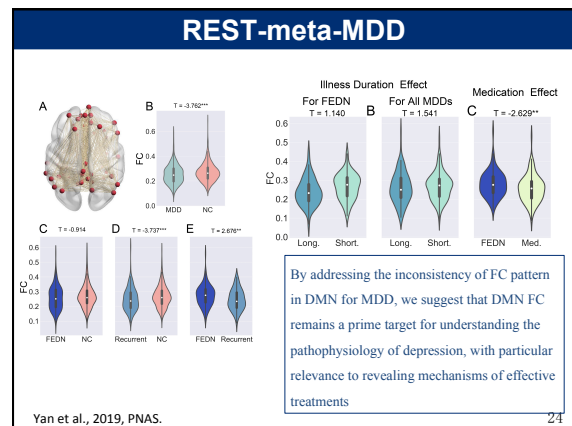 REST-meta-MDD
A
B
T = -3.762***
0.6
0.4
0.2
FC
MDD
NC
C
T = -0.914
D
T = -3.737***
E
T = 2.676**
0.6
0.5
0.4
0.3
0.2
0.1
FC
FEDN
NC
Recurrent
NC
FEDN
Recurrent
Illness Duration Effect
For FEDN
T = 1.140
B
For All MDDs
T = 1.541
Medication Effect
C
T = -2.629**
0.6
0.5
0.4
0.3
0.2
0.1
0.0
FC
Long.
Short.
Long.
Short.
FEDN
Med.
By addressing the inconsistency of FC pattern
in DMN for MDD, we suggest that DMN FC
remains a prime target for understanding the
pathophysiology of depression, with particular
relevance to revealing mechanisms of effective
treatments
Yan et al., 2019, PNAS.
24